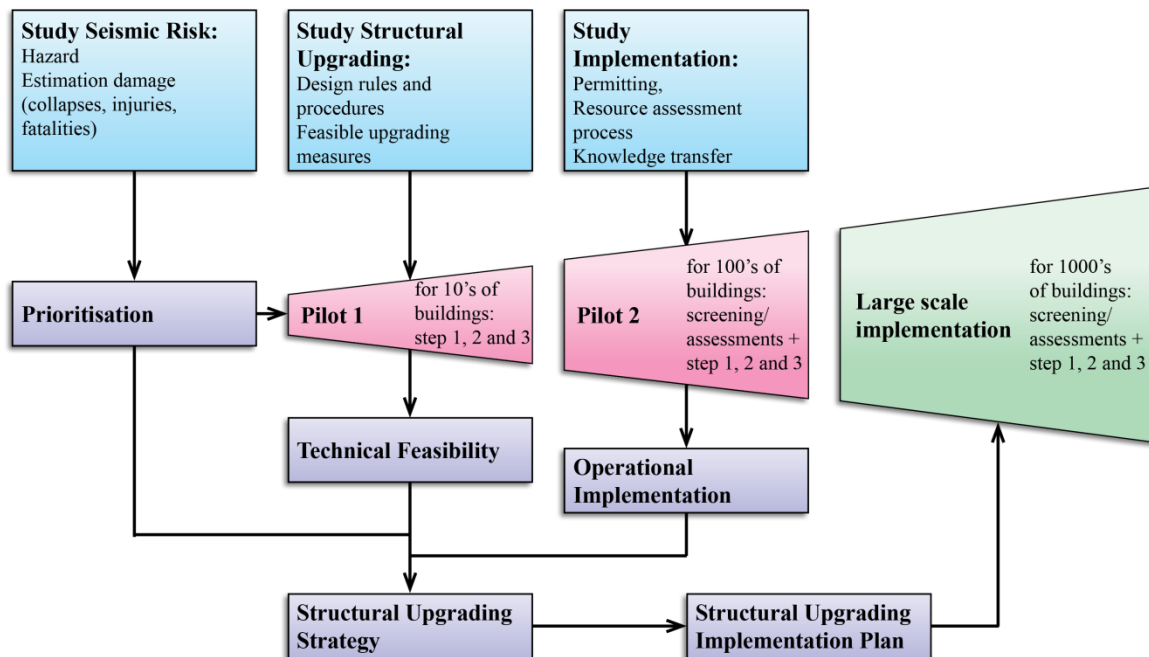 Study Seismic Risk:
Hazard
Estimation damage
(collapses, injuries,
fatalities)
Study Structural
Upgrading:
Design rules and
procedures
Feasible upgrading
measures
Study
Implementation:
Permitting,
Resource assessment
process
Knowledge transfer
Prioritisation
Pilot 1
for 10’s of
buildings:
step 1, 2 and 3
Pilot 2
for 100’s of
buildings:
screening/
assessments +
step 1, 2 and 3
Large scale
implementation
for 1000’s
of buildings:
screening/
assessments +
step 1, 2 and 3
Technical Feasibility
Operational
Implementation
Structural Upgrading
Strategy
Structural Upgrading
Implementation Plan